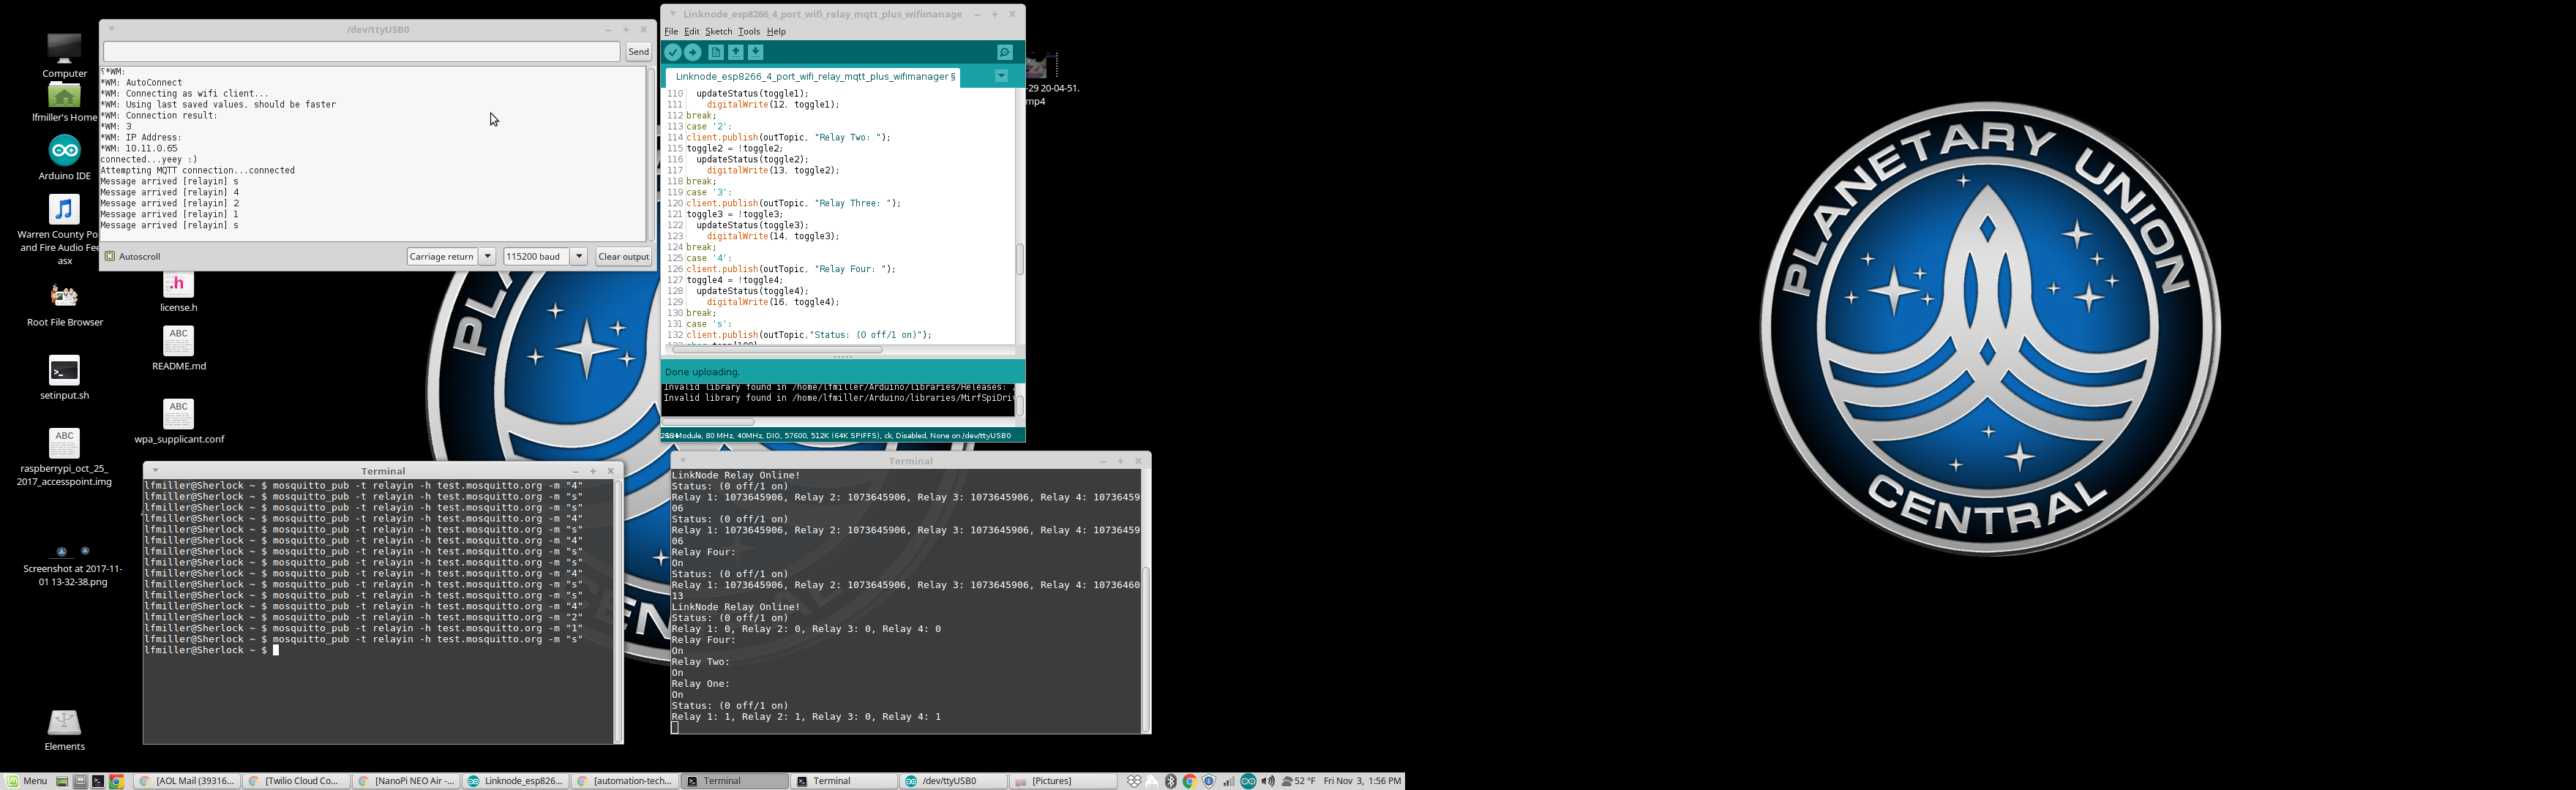 Computer
lfmiller's Home
Arduino IDE
Warren County Po
and Fire Audio Fee
asx
Root File Browser
setinput.sh
ABC
raspberrypi_oct_25_
2017_accesspoint.img
Screenshot at 2017-11-
01 13-32-38.png
Elements
.h
license.h
ABC
README.md
ABC
wpa_supplicant.conf
/dev/ttyUSB0
Send
*WM:
*WM: AutoConnect
*WM: Connecting as wifi client...
*WM: Using last saved values, should be faster
*WM: Connection result:
*WM: 3
*WM: IP Address:
*WM: 10.11.0.65
connected...yeey :)
Attempting MQTT connection...connected
Message arrived [relayin] s
Message arrived [relayin] 4
Message arrived [relayin] 2
Message arrived [relayin] 1
Message arrived [relayin] s
Autoscroll
Carriage return
115200 baud
Clear output
Linknode_esp8266_4_port_wifi_relay_mqtt_plus_wifimanage
File Edit Sketch Tools Help
Linknode_esp8266_4_port_wifi_relay_mqtt_plus_wifimanager §
110 updateStatus(toggle1);
111 digitalWrite(12, toggle1);
112 break;
113 case '2':
114 client.publish(outTopic, "Relay Two: ");
115 toggle2 = !toggle2;
116 updateStatus(toggle2);
117 digitalWrite(13, toggle2);
118 break;
119 case '3':
120 client.publish(outTopic, "Relay Three: ");
121 toggle3 = !toggle3;
122 updateStatus(toggle3);
123 digitalWrite(14, toggle3);
124 break;
125 case '4':
126 client.publish(outTopic, "Relay Four: ");
127 toggle4 = !toggle4;
128 updateStatus(toggle4);
129 digitalWrite(16, toggle4);
130 break;
131 case 's':
132 client.publish(outTopic,"Status: (0 off/1 on)");
Done uploading.
Invalid library found in /home/lfmiller/Arduino/libraries/Releases:
Invalid library found in /home/lfmiller/Arduino/libraries/MirfSpiDriv
Module, 80 MHz, 40MHz, DIO, 57600, 512K (64K SPIFFS), ck, Disabled, None on /dev/ttyUSB0
-29 20-04-51.
mp4
PLANETARY UNION
CENTRAL
Terminal
lfmiller@Sherlock ~ $ mosquitto_pub -t relayin -h test.mosquitto.org -m "4"
lfmiller@Sherlock ~ $ mosquitto_pub -t relayin -h test.mosquitto.org -m "s"
lfmiller@Sherlock ~ $ mosquitto_pub -t relayin -h test.mosquitto.org -m "s"
lfmiller@Sherlock ~ $ mosquitto_pub -t relayin -h test.mosquitto.org -m "4"
lfmiller@Sherlock ~ $ mosquitto_pub -t relayin -h test.mosquitto.org -m "s"
lfmiller@Sherlock ~ $ mosquitto_pub -t relayin -h test.mosquitto.org -m "4"
lfmiller@Sherlock ~ $ mosquitto_pub -t relayin -h test.mosquitto.org -m "s"
lfmiller@Sherlock ~ $ mosquitto_pub -t relayin -h test.mosquitto.org -m "s"
lfmiller@Sherlock ~ $ mosquitto_pub -t relayin -h test.mosquitto.org -m "4"
lfmiller@Sherlock ~ $ mosquitto_pub -t relayin -h test.mosquitto.org -m "s"
lfmiller@Sherlock ~ $ mosquitto_pub -t relayin -h test.mosquitto.org -m "s"
lfmiller@Sherlock ~ $ mosquitto_pub -t relayin -h test.mosquitto.org -m "4"
lfmiller@Sherlock ~ $ mosquitto_pub -t relayin -h test.mosquitto.org -m "2"
lfmiller@Sherlock ~ $ mosquitto_pub -t relayin -h test.mosquitto.org -m "1"
lfmiller@Sherlock ~ $ mosquitto_pub -t relayin -h test.mosquitto.org -m "s"
lfmiller@Sherlock ~ $
Terminal
LinkNode Relay Online!
Status: (0 off/1 on)
Relay 1: 1073645906, Relay 2: 1073645906, Relay 3: 1073645906, Relay 4: 10736459
06
Status: (0 off/1 on)
Relay 1: 1073645906, Relay 2: 1073645906, Relay 3: 1073645906, Relay 4: 10736459
06
Relay Four:
On
Status: (0 off/1 on)
Relay 1: 1073645906, Relay 2: 1073645906, Relay 3: 1073645906, Relay 4: 10736460
13
LinkNode Relay Online!
Status: (0 off/1 on)
Relay 1: 0, Relay 2: 0, Relay 3: 0, Relay 4: 0
Relay Four:
On
Relay Two:
On
Relay One:
On
Status: (0 off/1 on)
Relay 1: 1, Relay 2: 1, Relay 3: 0, Relay 4: 1
Menu
[AOL Mail (39316...
[Twilio Cloud Co...
[NanoPi NEO Air -...
Linknode_esp826...
[automation-tech...
Terminal
Terminal
/dev/ttyUSB0
[Pictures]
52 °F
Fri Nov 3, 1:56 PM